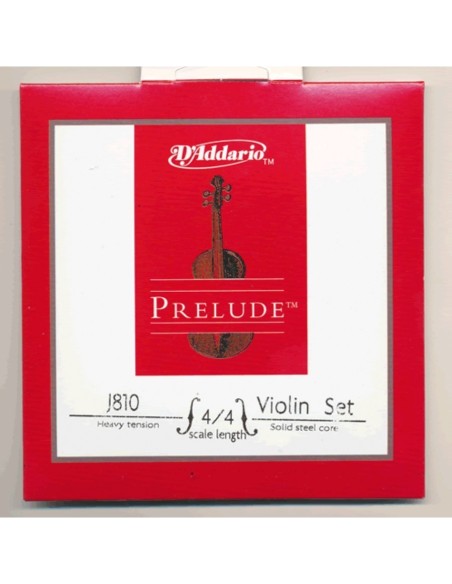 D'Addario™
PRELUDE™
J810
Heavy tension
4/4
scale length
Violin Set
Solid steel core